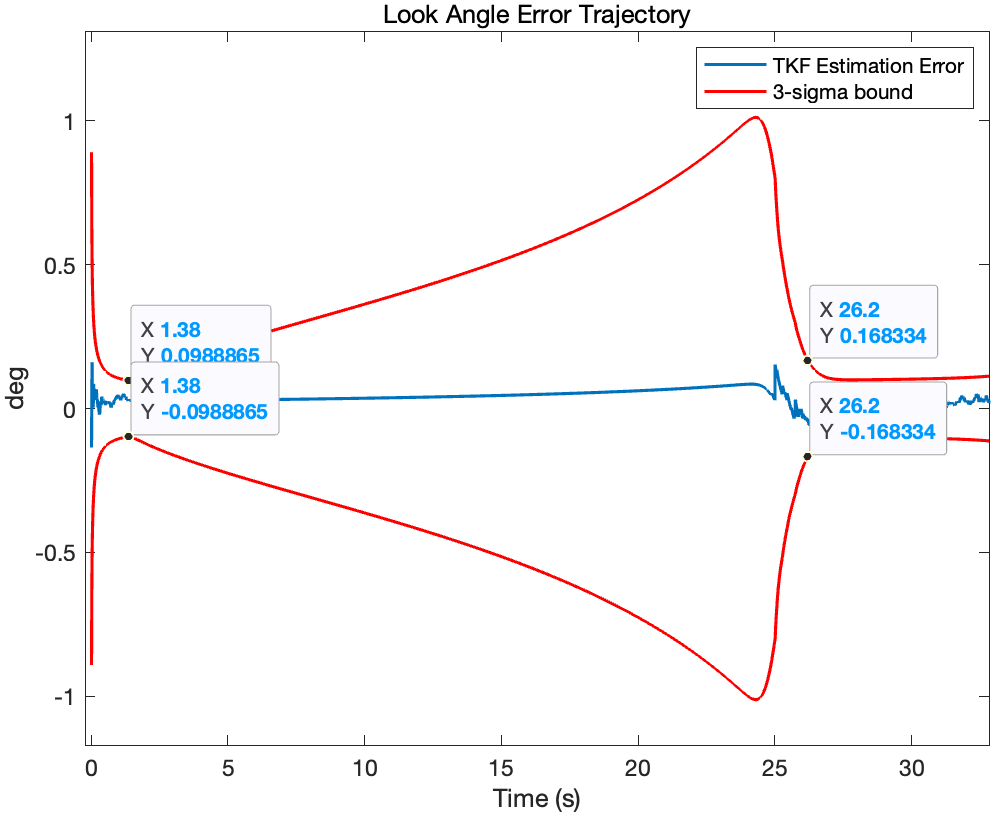 Look Angle Error Trajectory
TKF Estimation Error
3-sigma bound
1
0.5
0
-0.5
-1
deg
X 1.38
Y 0.0988865
X 1.38
Y -0.0988865
X 26.2
Y 0.168334
X 26.2
Y -0.168334
0
5
10
15
20
25
30
Time (s)